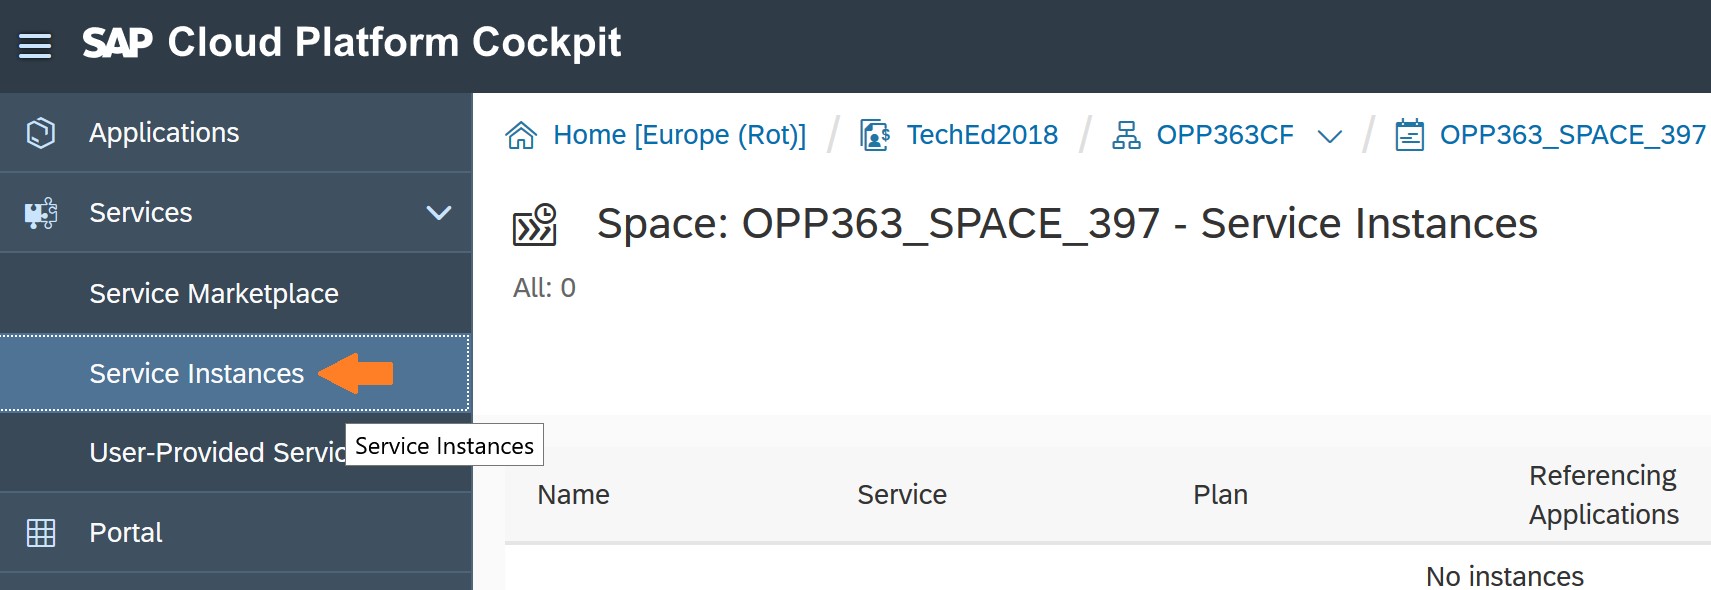 SAP Cloud Platform Cockpit
Applications
Services
Service Marketplace
Service Instances
User-Provided Servic
Service Instances
Portal
Home [Europe (Rot)] / TechEd2018 / OPP363CF / OPP363_SPACE_397
Space: OPP363_SPACE_397 - Service Instances
All: 0
Name Service Plan Referencing
Applications
No instances